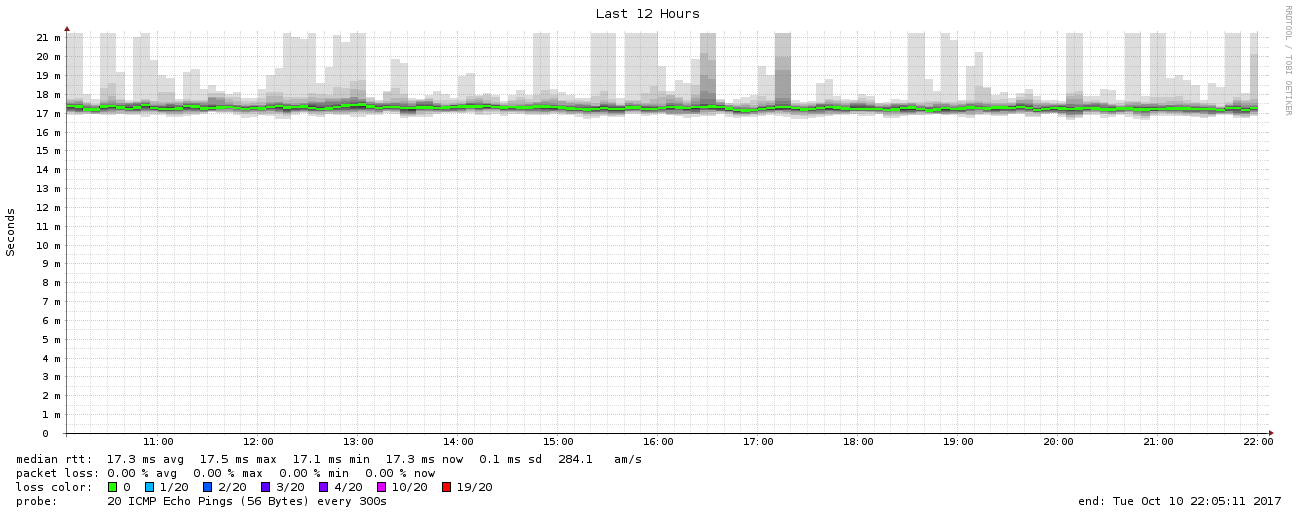 Last 12 Hours
RRDTOOL / TOBI OETIKER
Seconds
21 m
20 m
19 m
18 m
17 m
16 m
15 m
14 m
13 m
12 m
11 m
10 m
9 m
8 m
7 m
6 m
5 m
4 m
3 m
2 m
1 m
0
11:00 12:00 13:00 14:00 15:00 16:00 17:00 18:00 19:00 20:00 21:00 22:00
median rtt: 17.3 ms avg 17.5 ms max 17.1 ms min 17.3 ms now 0.1 ms sd 284.1 am/s
packet loss: 0.00 % avg 0.00 % max 0.00 % min 0.00 % now
loss color: 0 1/20 2/20 3/20 4/20 10/20 19/20
probe: 20 ICMP Echo Pings (56 Bytes) every 300s end: Tue Oct 10 22:05:11 2017